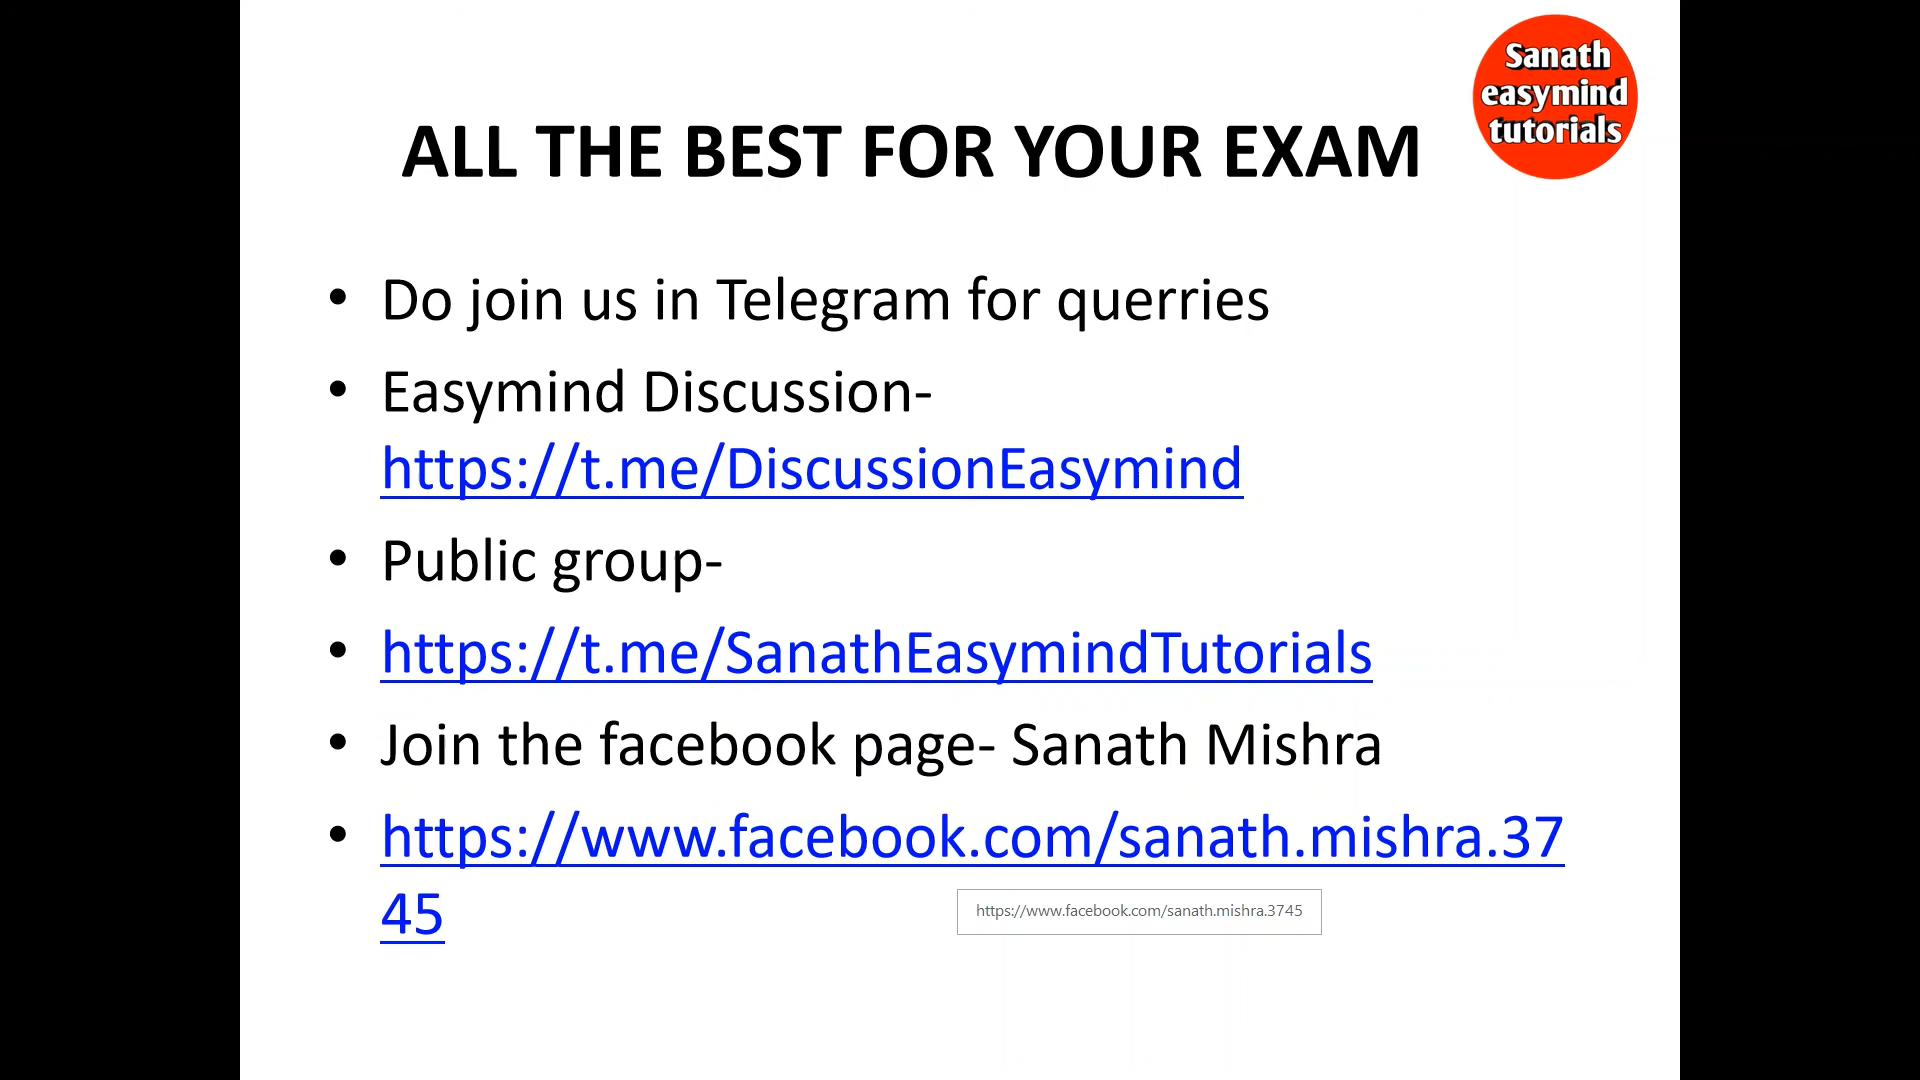 Sanath
easymind
tutorials
ALL THE BEST FOR YOUR EXAM
• Do join us in Telegram for querries
• Easymind Discussion-
https://t.me/DiscussionEasymind
• Public group-
• https://t.me/SanathEasymindTutorials
• Join the facebook page- Sanath Mishra
• https://www.facebook.com/sanath.mishra.37
45
https://www.facebook.com/sanath.mishra.3745